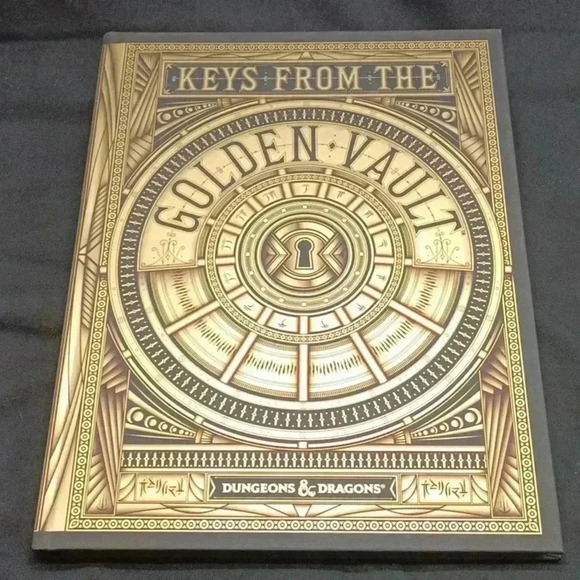 KEYS FROM THE
GOLDEN VAULT
DUNGEONS & DRAGONS®